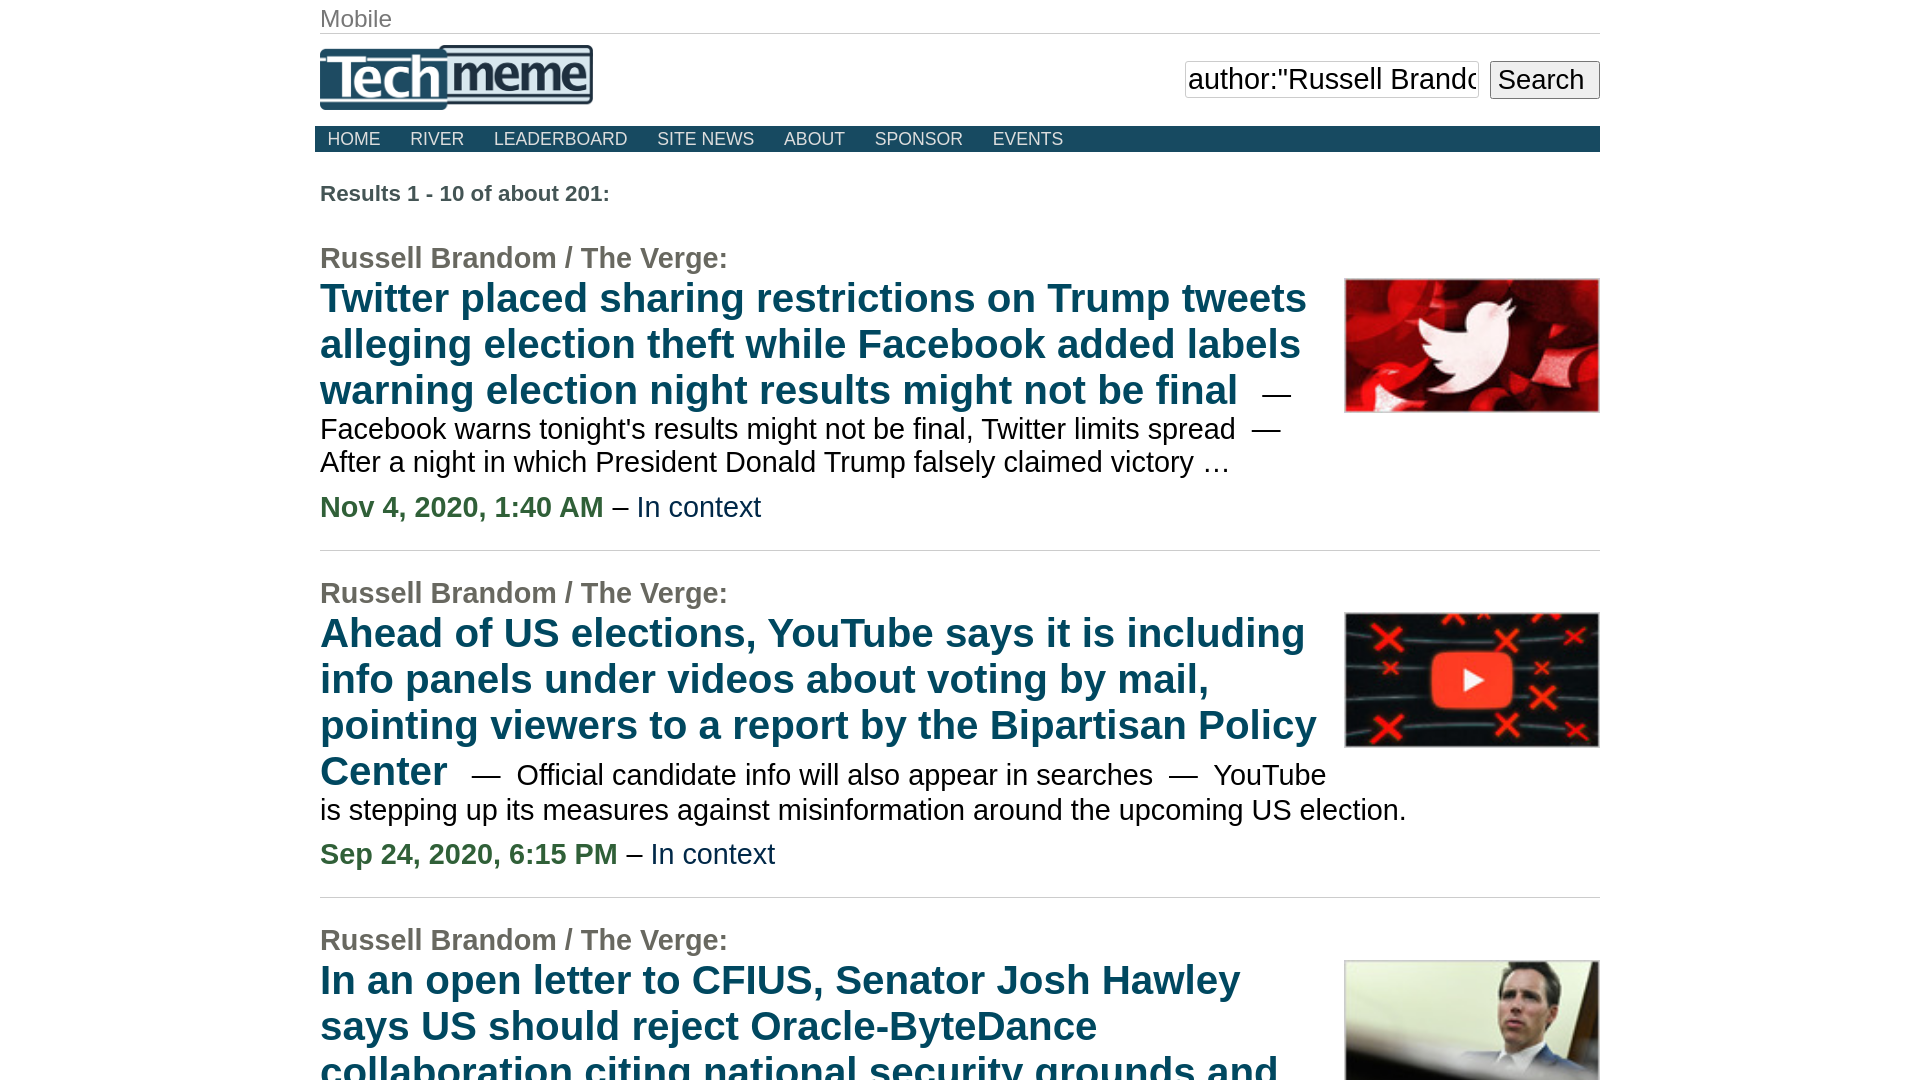 Mobile
Techmeme
author:"Russell Brando
Search
HOME RIVER LEADERBOARD SITE NEWS ABOUT SPONSOR EVENTS
Results 1 - 10 of about 201:
Russell Brandom / The Verge:
Twitter placed sharing restrictions on Trump tweets
alleging election theft while Facebook added labels
warning election night results might not be final —
Facebook warns tonight's results might not be final, Twitter limits spread —
After a night in which President Donald Trump falsely claimed victory …
Nov 4, 2020, 1:40 AM – In context
Russell Brandom / The Verge:
Ahead of US elections, YouTube says it is including
info panels under videos about voting by mail,
pointing viewers to a report by the Bipartisan Policy
Center — Official candidate info will also appear in searches — YouTube
is stepping up its measures against misinformation around the upcoming US election.
Sep 24, 2020, 6:15 PM – In context
Russell Brandom / The Verge:
In an open letter to CFIUS, Senator Josh Hawley
says US should reject Oracle-ByteDance
collaboration citing national security grounds and